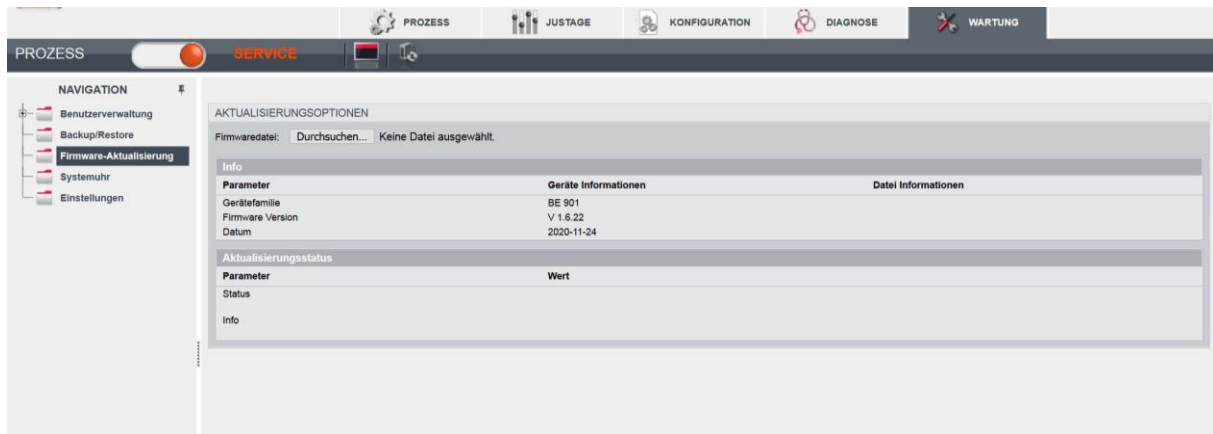 PROZESS JUSTAGE KONFIGURATION DIAGNOSE WARTUNG
PROZESS SERVICE
NAVIGATION
Benutzerverwaltung
Backup/Restore
Firmware-Aktualisierung
Systemuhr
Einstellungen
AKTUALISIERUNGSOPTIONEN
Firmwaredatei: Durchsuchen... Keine Datei ausgewählt.
Info
Parameter Geräte Informationen Datei Informationen
Gerätefamilie BE 901
Firmware Version V 1.6.22
Datum 2020-11-24
Aktualisierungsstatus
Parameter Wert
Status
Info